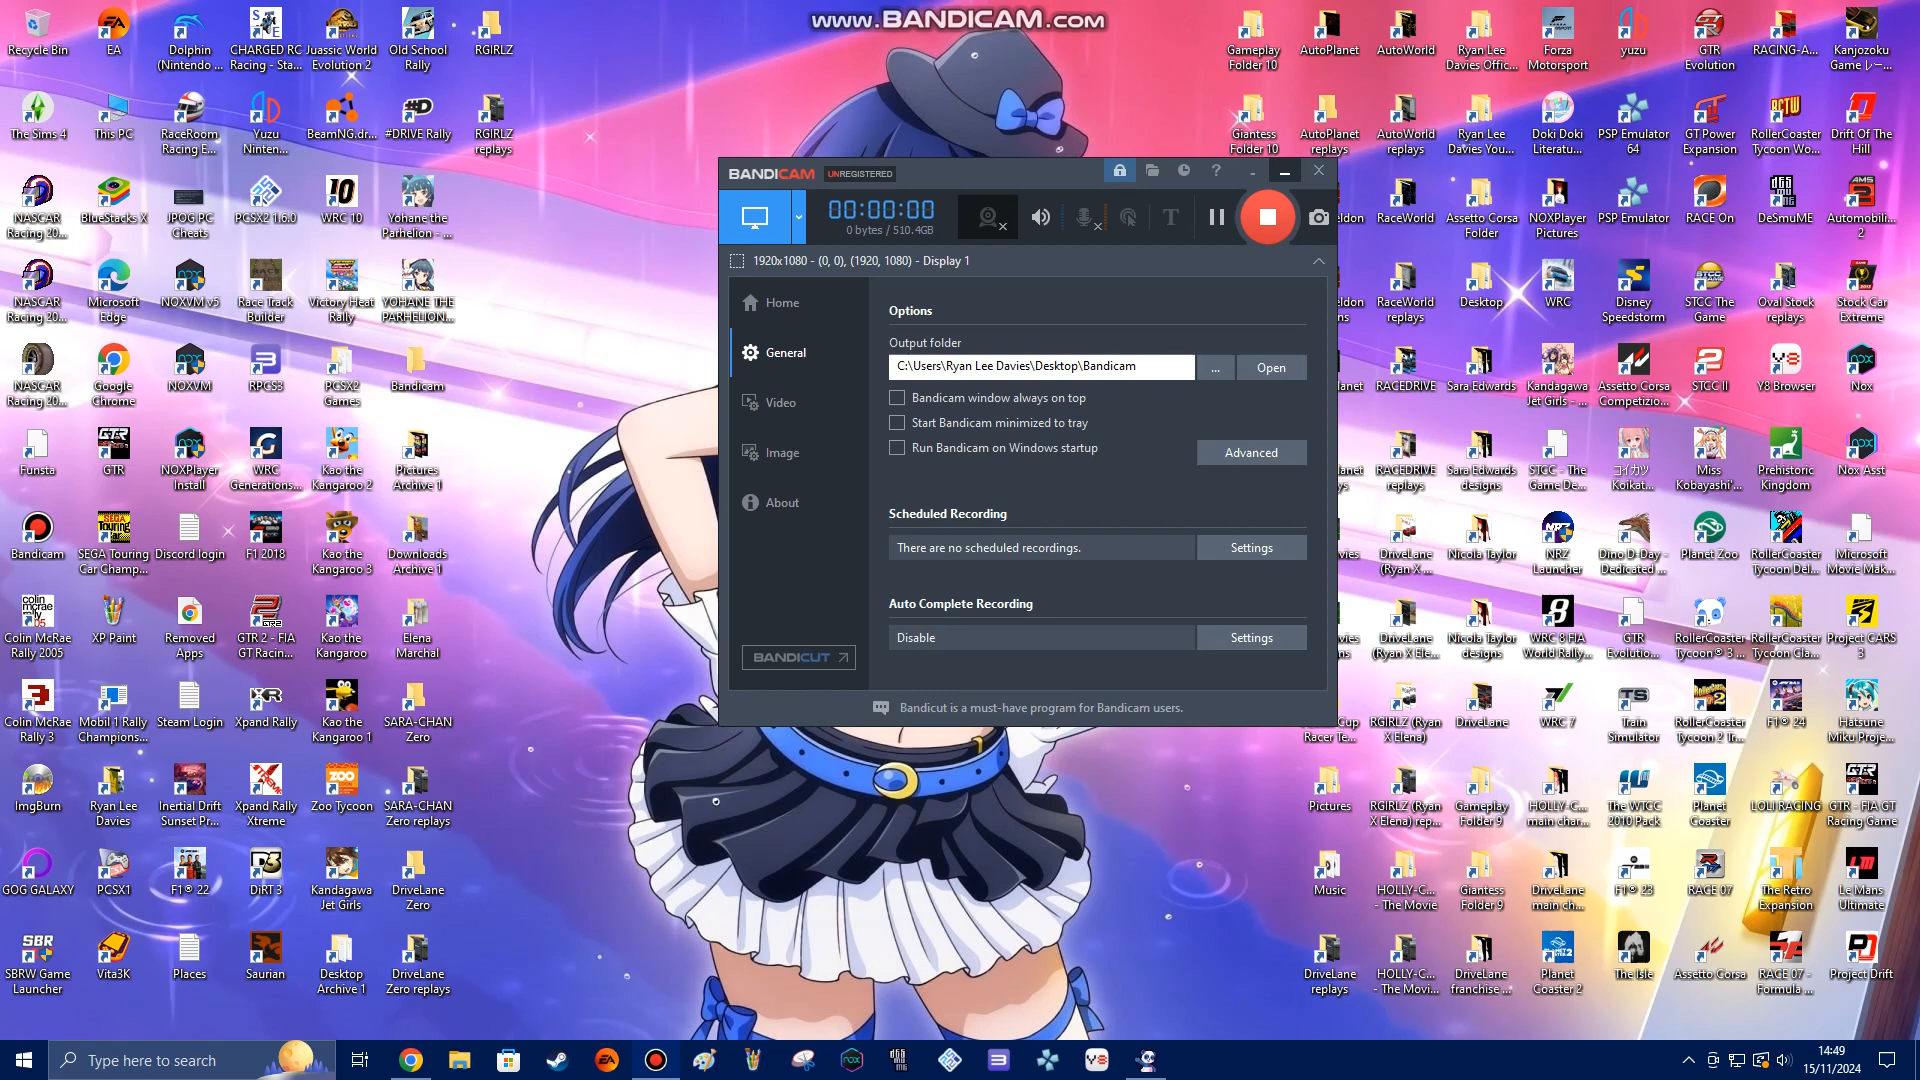 www.BANDICAM.com
Recycle Bin
EA
Dolphin
(Nintendo ...
CHARGED RC
Racing - Sta...
Juassic World
Evolution 2
Old School
Rally
RGIRLZ
Gameplay
Folder 10
AutoPlanet
AutoWorld
Ryan Lee
Davies Offic...
Forza
Motorsport
yuzu
GTR
Evolution
RACING-A...
Kanjozoku
Game レー...
The Sims 4
This PC
RaceRoom
Racing E...
Yuzu
Ninten...
BeamNG.dr...
#DRIVE Rally
RGIRLZ
replays
Giantess
Folder 10
AutoPlanet
replays
AutoWorld
replays
Ryan Lee
Davies You...
Doki Doki
Literatu...
PSP Emulator
64
GT Power
Expansion
RollerCoaster
Tycoon Wo...
Drift Of The
Hill
NASCAR
Racing 20...
BlueStacks X
JPOG PC
Cheats
PCSX2 1.6.0
WRC 10
Yohane the
Parhelion - ...
RaceWorld
Assetto Corsa
Folder
NOXPlayer
Pictures
PSP Emulator
RACE On
DeSmuME
Automobili...
2
NASCAR
Racing 20...
Microsoft
Edge
NOXVM v5
Race Track
Builder
Victory Heat
Rally
YOHANE THE
PARHELION...
RaceWorld
replays
Desktop
WRC
Disney
Speedstorm
STCC The
Game
Oval Stock
replays
Stock Car
Extreme
NASCAR
Racing 20...
Google
Chrome
NOXVM
RPCS3
PCSX2
Games
Bandicam
RACEDRIVE
Sara Edwards
Kandagawa
Jet Girls - ...
Assetto Corsa
Competizio...
STCC II
Y8 Browser
Nox
Funsta
GTR
NOXPlayer
Install
WRC
Generations...
Kao the
Kangaroo 2
Pictures
Archive 1
RACEDRIVE
replays
Sara Edwards
designs
STCC - The
Game De...
コイカツ
Koikat...
Miss
Kobayashi'...
Prehistoric
Kingdom
Nox Asst
Bandicam
SEGA Touring
Car Champ...
Discord login
F1 2018
Kao the
Kangaroo 3
Downloads
Archive 1
DriveLane
(Ryan X ...
Nicola Taylor
NRZ
Launcher
Dino D-Day -
Dedicated ...
Planet Zoo
RollerCoaster
Tycoon Del...
Microsoft
Movie Mak...
Colin McRae
Rally 2005
XP Paint
Removed
Apps
GTR 2 - FIA
GT Racin...
Kao the
Kangaroo
Elena
Marchal
DriveLane
(Ryan X Ele...
Nicola Taylor
designs
WRC 8 FIA
World Rally...
GTR
Evolutio...
RollerCoaster
Tycoon® 3 ...
RollerCoaster
Tycoon Cla...
Project CARS
3
Colin McRae
Rally 3
Mobil 1 Rally
Champions...
Steam Login
Xpand Rally
Kao the
Kangaroo 1
SARA-CHAN
Zero
Cup
Racer Te...
RGIRLZ (Ryan
X Elena)
DriveLane
WRC 7
Train
Simulator
RollerCoaster
Tycoon 2 Tr...
F1® 24
Hatsune
Miku Proje...
ImgBurn
Ryan Lee
Davies
Inertial Drift
Sunset Pr...
Xpand Rally
Xtreme
Zoo Tycoon
SARA-CHAN
Zero replays
Pictures
RGIRLZ (Ryan
X Elena) rep...
Gameplay
Folder 9
HOLLY-C...
main char...
The WTCC
2010 Pack
Planet
Coaster
LOLI RACING
GTR - FIA GT
Racing Game
GOG GALAXY
PCSX1
F1® 22
DiRT 3
Kandagawa
Jet Girls
DriveLane
Zero
Music
HOLLY-C...
- The Movie
Giantess
Folder 9
DriveLane
main ch...
F1® 23
RACE 07
The Retro
Expansion
Le Mans
Ultimate
SBRW Game
Launcher
Vita3K
Places
Saurian
Desktop
Archive 1
DriveLane
Zero replays
DriveLane
replays
HOLLY-C...
- The Movi...
DriveLane
franchise ...
Planet
Coaster 2
The Isle
Assetto Corsa
RACE 07 -
Formula ...
Project Drift
BANDICAM UNREGISTERED
00:00:00
0 bytes / 510.4GB
1920x1080 - (0, 0), (1920, 1080) - Display 1
Home
General
Video
Image
About
BANDICUT
Options
Output folder
C:\Users\Ryan Lee Davies\Desktop\Bandicam
...
Open
Bandicam window always on top
Start Bandicam minimized to tray
Run Bandicam on Windows startup
Advanced
Scheduled Recording
There are no scheduled recordings.
Settings
Auto Complete Recording
Disable
Settings
Bandicut is a must-have program for Bandicam users.
Type here to search
14:49
15/11/2024